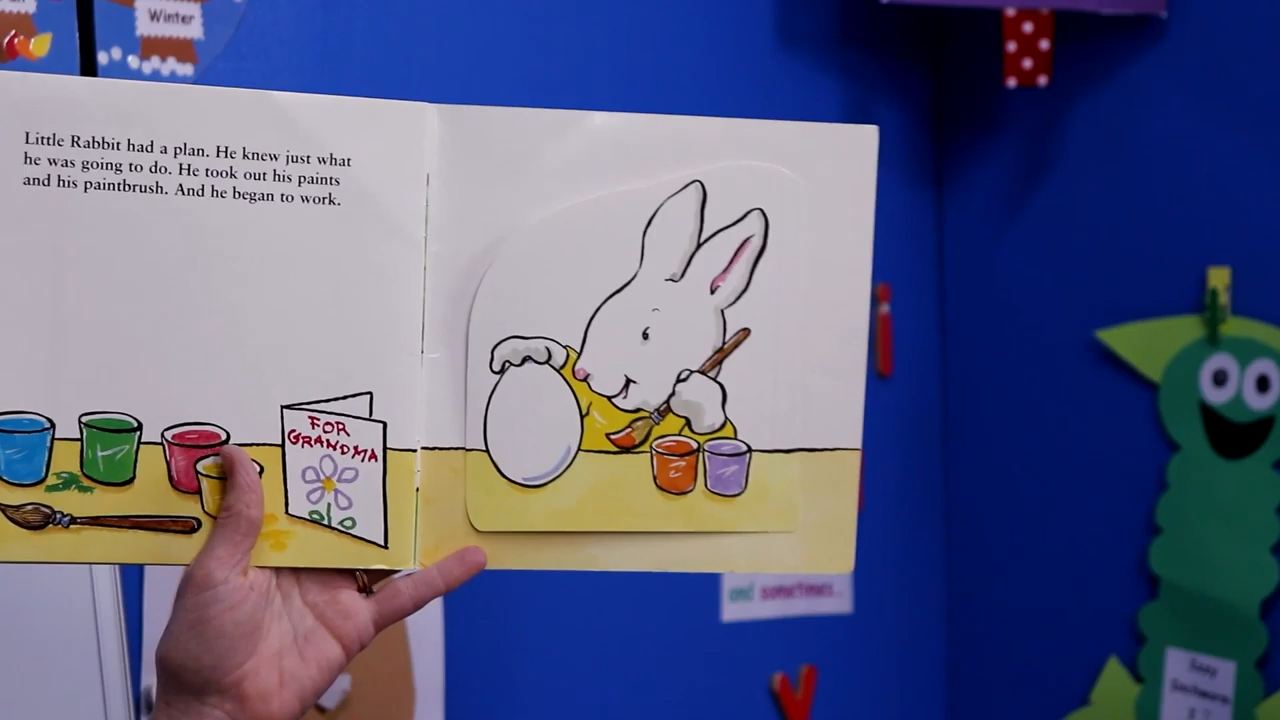 Winter
Little Rabbit had a plan. He knew just what
he was going to do. He took out his paints
and his paintbrush. And he began to work.
FOR
GRANDMA
and sometimes..